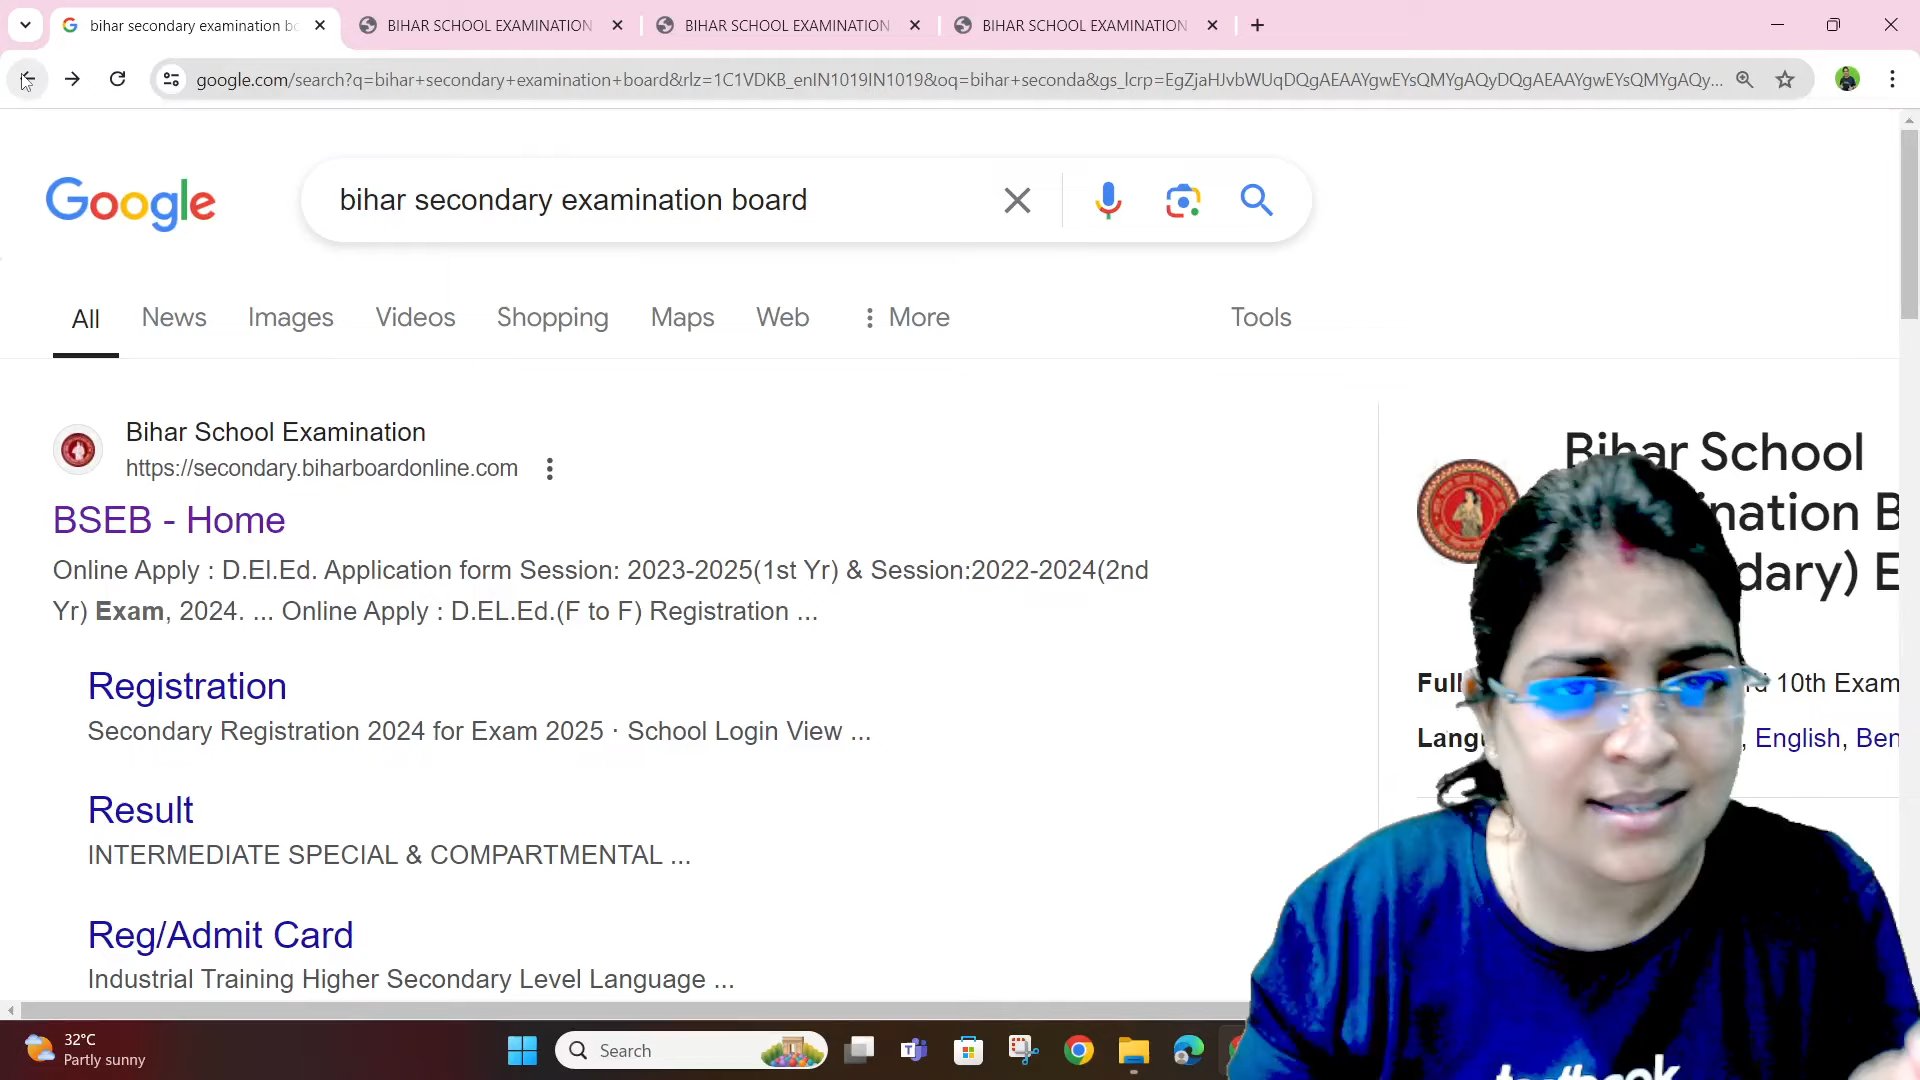 bihar secondary examination bo
BIHAR SCHOOL EXAMINATION
BIHAR SCHOOL EXAMINATION
BIHAR SCHOOL EXAMINATION
google.com/search?q=bihar+secondary+examination+board&rlz=1C1VDKB_enIN1019IN1019&oq=bihar+seconda&gs_lcrp=EgZjaHJvbWUqDQgAEAAYgwEYsQMYgAQyDQgAEAAYgwEYsQMYgAQy...
Google
bihar secondary examination board
All News Images Videos Shopping Maps Web More Tools
Bihar School Examination
https://secondary.biharboardonline.com
BSEB - Home
Online Apply : D.El.Ed. Application form Session: 2023-2025(1st Yr) & Session:2022-2024(2nd
Yr) Exam, 2024. ... Online Apply : D.EL.Ed.(F to F) Registration ...
Registration
Secondary Registration 2024 for Exam 2025 · School Login View ...
Result
INTERMEDIATE SPECIAL & COMPARTMENTAL ...
Reg/Admit Card
Industrial Training Higher Secondary Level Language ...
Bihar School
nation B
dary) E
Full
10th Exam
Langu
, English, Ben
32°C
Partly sunny
Search